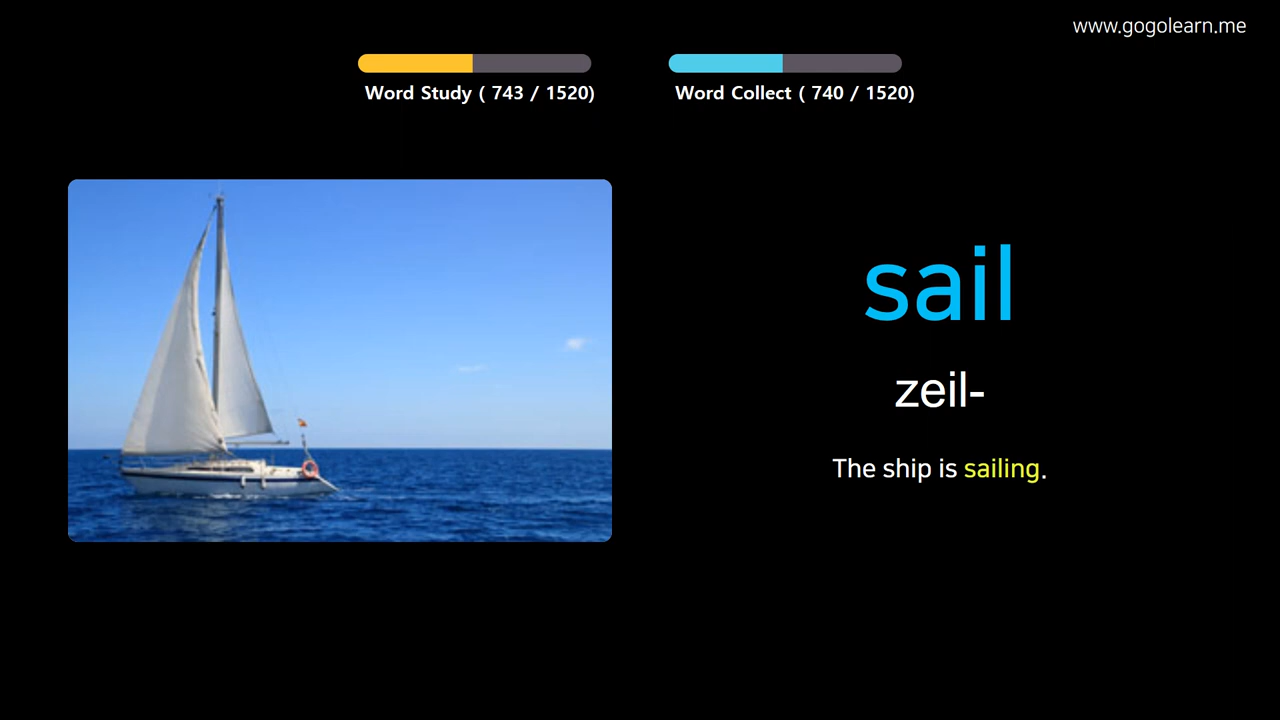 www.gogolearn.me
Word Study ( 743 / 1520)
Word Collect ( 740 / 1520)
sail
zeil-
The ship is sailing.